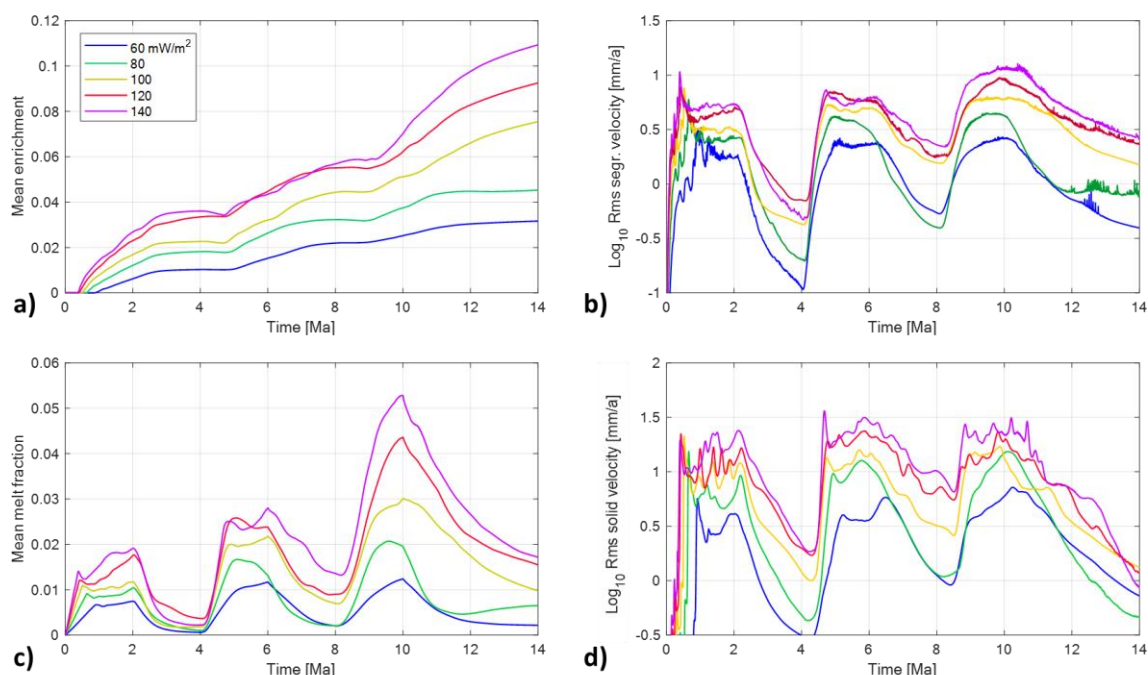 0.12
0.1
0.08
0.06
0.04
0.02
0
Mean enrichment
60 mW/m²
80
100
120
140
0 2 4 6 8 10 12 14
Time [Ma]
a)
1.5
1
0.5
0
-0.5
-1
Log₁₀ Rms segr. velocity [mm/a]
0 2 4 6 8 10 12 14
Time [Ma]
b)
0.06
0.05
0.04
0.03
0.02
0.01
0
Mean melt fraction
0 2 4 6 8 10 12 14
Time [Ma]
c)
2
1.5
1
0.5
0
-0.5
Log₁₀ Rms solid velocity [mm/a]
0 2 4 6 8 10 12 14
Time [Ma]
d)